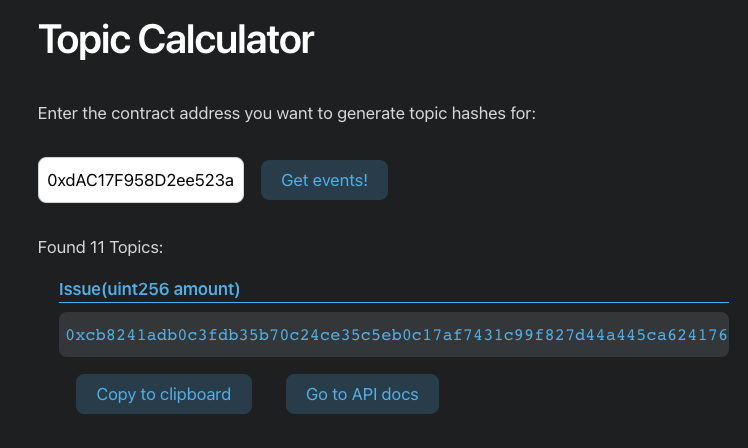 Topic Calculator
Enter the contract address you want to generate topic hashes for:
0xdAC17F958D2ee523a
Get events!
Found 11 Topics:
Issue(uint256 amount)
0xcb8241adb0c3fdb35b70c24ce35c5eb0c17af7431c99f827d44a445ca624176
Copy to clipboard
Go to API docs